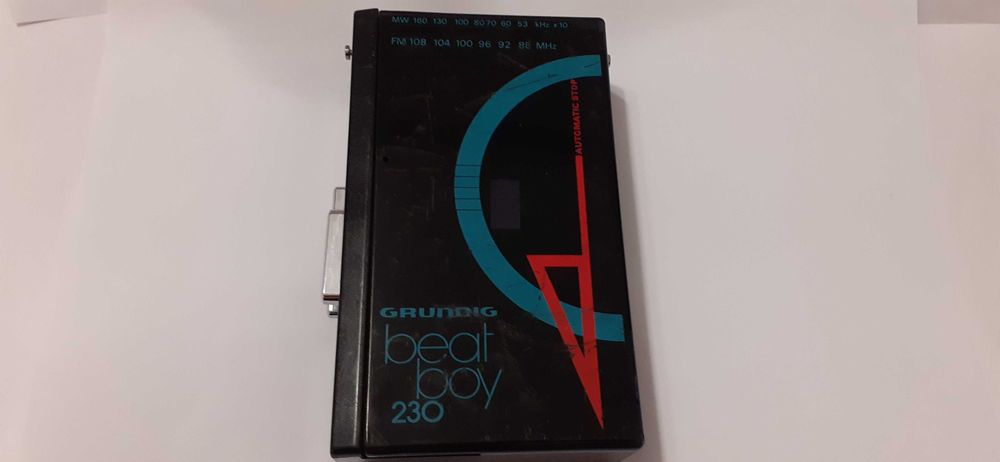 MW 160 130 100 80 70 60 53 kHz x 10
FM 108 104 100 96 92 88 MHz
AUTOMATIC STOP
GRUNDIG
beat
boy
230